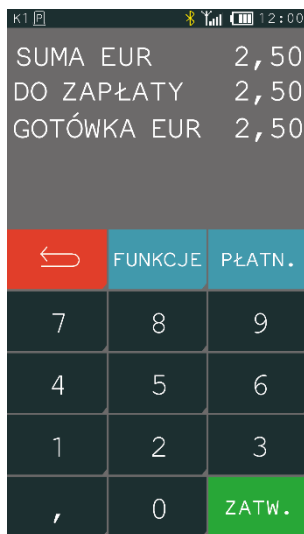 K1 P 12:00
SUMA EUR 2,50
DO ZAPŁATY 2,50
GOTÓWKA EUR 2,50
FUNKCJE PŁATN.
7 8 9
4 5 6
1 2 3
, 0 ZATW.